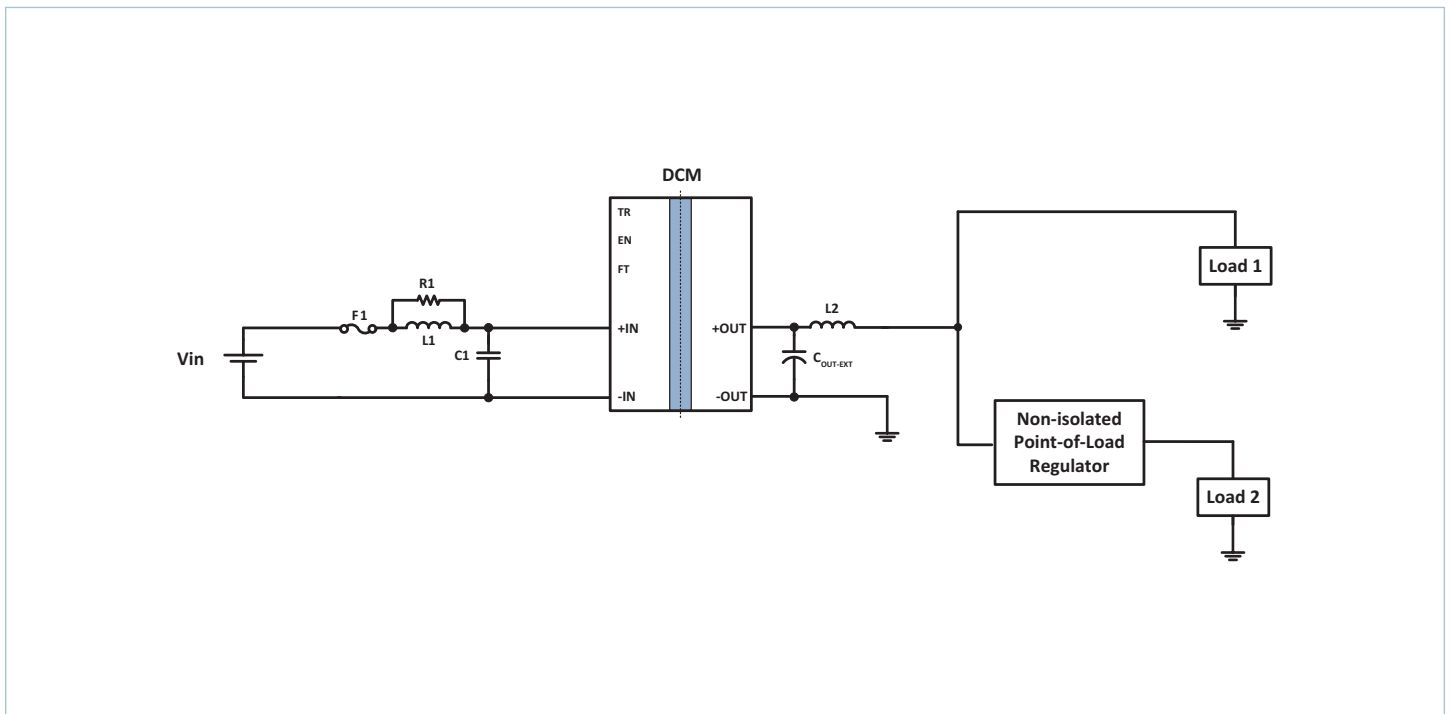 DCM
TR
EN
FT
Load 1
R1
F1
L1
L2
+IN
+OUT
Vin
C1
COUT-EXT
-IN
-OUT
Non-isolated
Point-of-Load
Regulator
Load 2